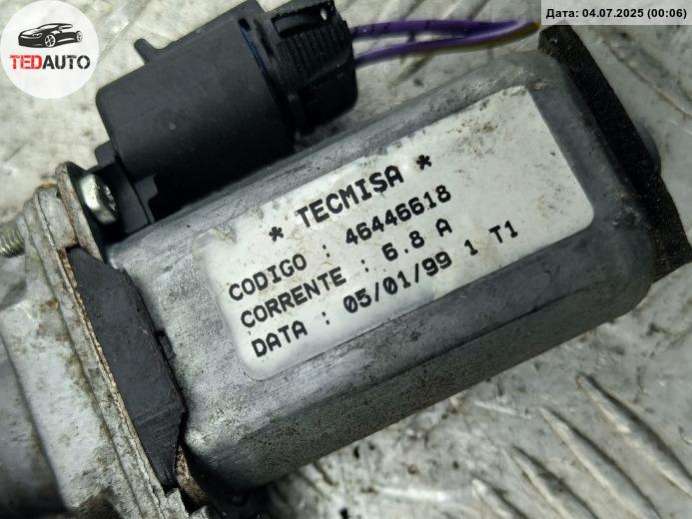 TEDAUTO
Дата: 04.07.2025 (00:06)
* TECMISA *
CODIGO : 46446618
CORRENTE : 6.8 A
DATA : 05/01/99 1 T1